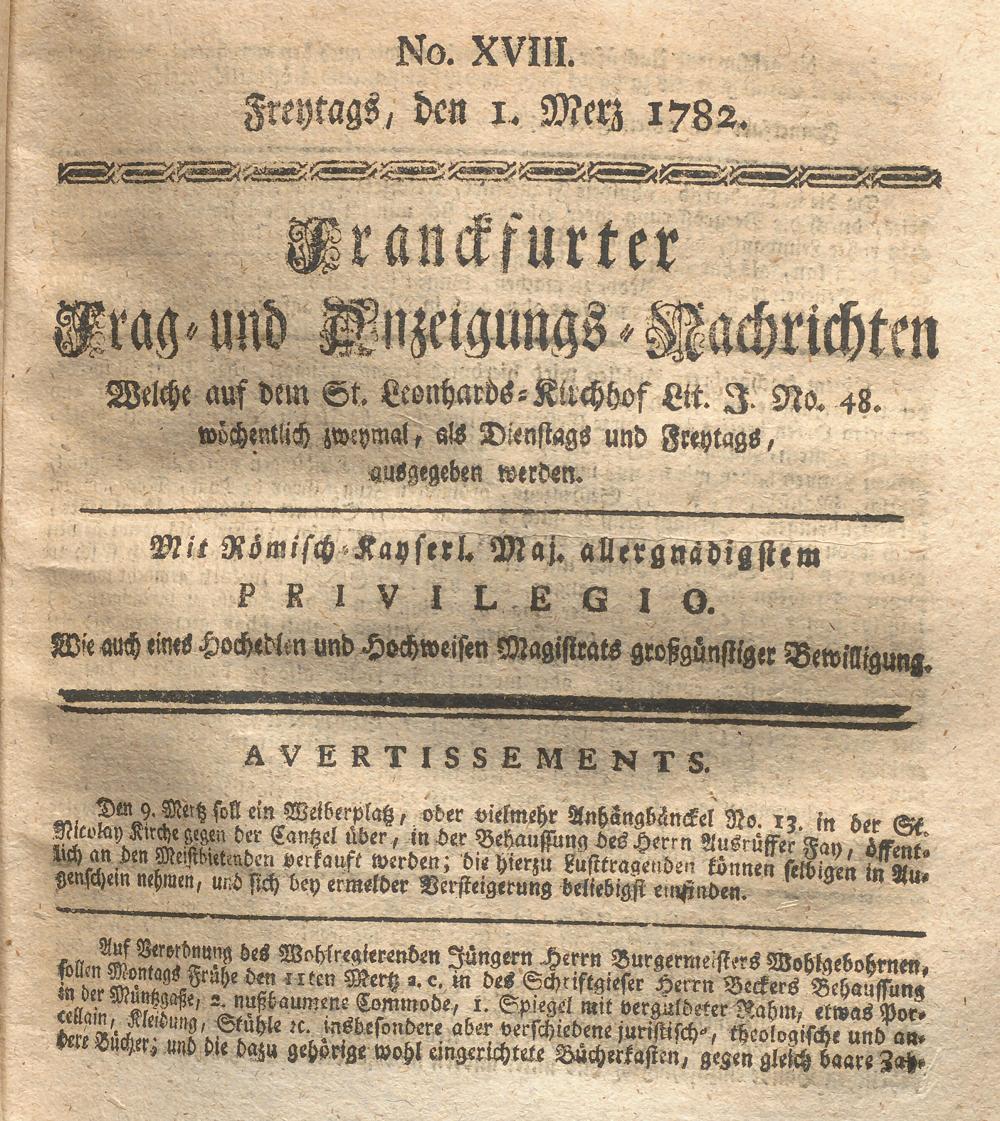 No. XVIII.
Freytags, den 1. Merz 1782.
Franckfurter
Frag- und Anzeigungs-Nachrichten
Welche auf dem St. Leonhards-Kirchhof Lit. J. No. 48.
wöchentlich zweymal, als Dienstags und Freytags,
ausgegeben werden.
Mit Römisch-Kayserl. Maj. allergnädigstem
PRIVILEGIO.
Wie auch eines Hochedlen und Hochweisen Magistrats großgünstiger Bewilligung.
AVERTISSEMENTS.
Den 9. Mertz soll ein Weiberplatz, oder vielmehr Anhängbänckel No. 13. in der St.
Nicolay Kirche gegen der Cantzel über, in der Behaussung des Herrn Ausrüffer Fay, öffent-
lich an den Meistbietenden verkauft werden; die hierzu Lusttragenden können selbigen in Au-
genschein nehmen, und sich bey ermelder Versteigerung beliebigst einfinden.
Auf Verordnung des Wohlregierenden Jüngern Herrn Burgermeisters Wohlgebohrnen,
sollen Montags Frühe den 11ten Mertz a. c. in des Schriftgieser Herrn Beckers Behaussung
in der Müntzgaße, 2. nußbaumene Commode, 1. Spiegel mit verguldeter Rahm, etwas Por-
cellain, Kleidung, Stühle ꝛc. insbesondere aber verschiedene juristisch-, theologische und an-
dere Bücher; und die dazu gehörige wohl eingerichtete Bücherkasten, gegen gleich baare Zah-